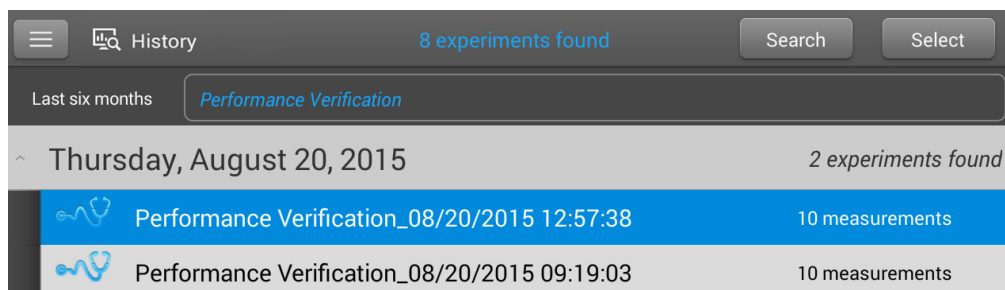 History 8 experiments found Search Select
Last six months Performance Verification
Thursday, August 20, 2015 2 experiments found
Performance Verification_08/20/2015 12:57:38 10 measurements
Performance Verification_08/20/2015 09:19:03 10 measurements